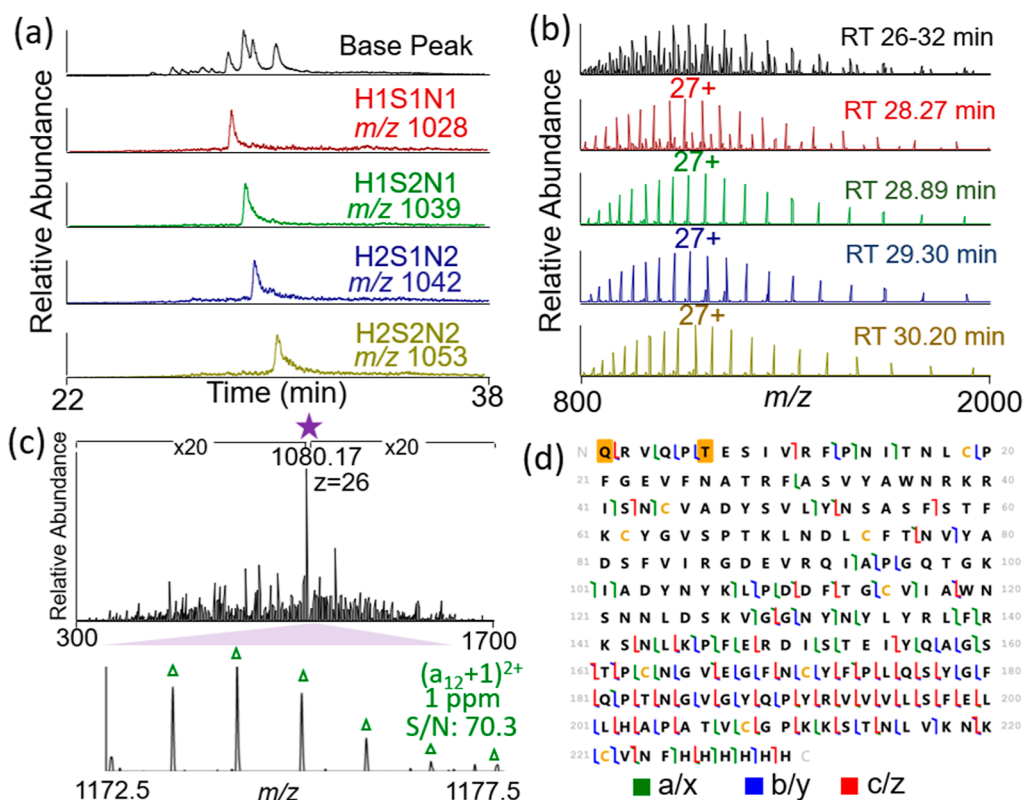 (a)
Relative Abundance
Base Peak
H1S1N1
m/z 1028
H1S2N1
m/z 1039
H2S1N2
m/z 1042
H2S2N2
m/z 1053
22
Time (min)
38
(b)
Relative Abundance
RT 26-32 min
27+
RT 28.27 min
27+
RT 28.89 min
27+
RT 29.30 min
27+
RT 30.20 min
800
m/z
2000
(c)
Relative Abundance
x20
x20
1080.17
z=26
300
1700
(a12+1)2+
1 ppm
S/N: 70.3
1172.5
m/z
1177.5
(d)
N Q R V Q P T E S I V R F P N I T N L C P 20
21 F G E V F N A T R F A S V Y A W N R K R 40
41 I S N C V A D Y S V L Y N S A S F S T F 60
61 K C Y G V S P T K L N D L C F T N V Y A 80
81 D S F V I R G D E V R Q I A P G Q T G K 100
101 I A D Y N Y K L P D D F T G C V I A W N 120
121 S N N L D S K V G G N Y N Y L Y R L F R 140
141 K S N L K P F E R D I S T E I Y Q A G S 160
161 T P C N G V E G F N C Y F P L Q S Y G F 180
181 Q P T N G V G Y Q P Y R V V V L S F E L 200
201 L H A P A T V C G P K K S T N L V K N K 220
221 C V N F H H H H H H C
a/x
b/y
c/z